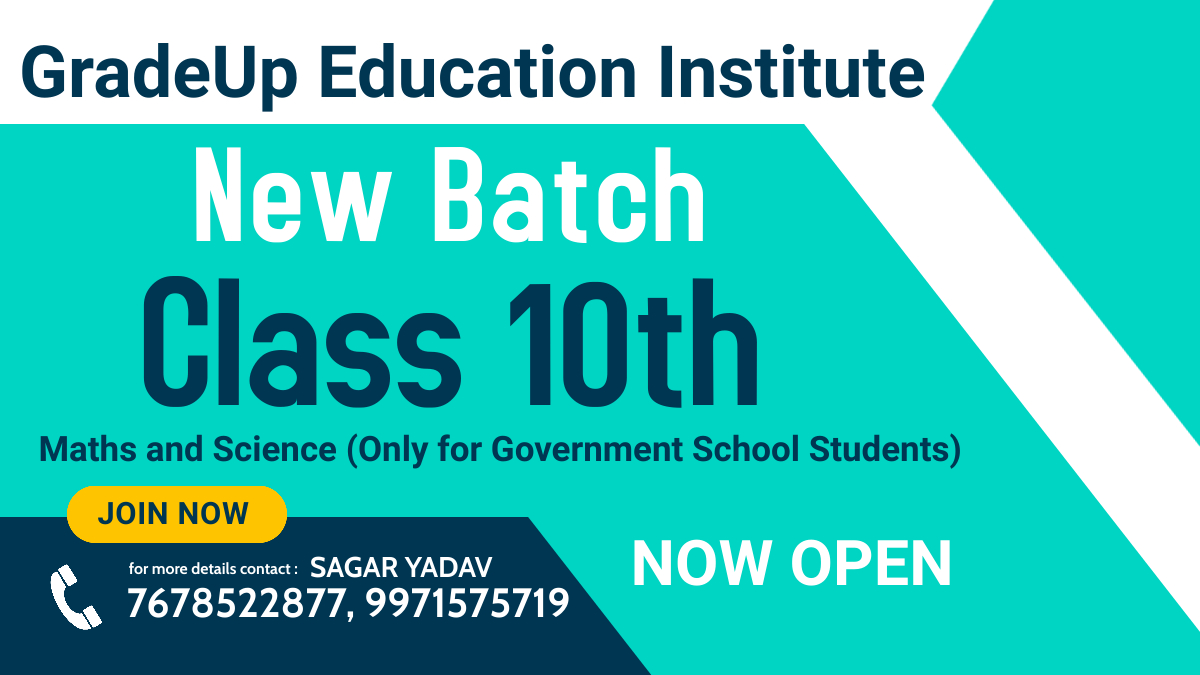 GradeUp Education Institute
New Batch
Class 10th
Maths and Science (Only for Government School Students)
JOIN NOW
for more details contact : SAGAR YADAV
7678522877, 9971575719
NOW OPEN